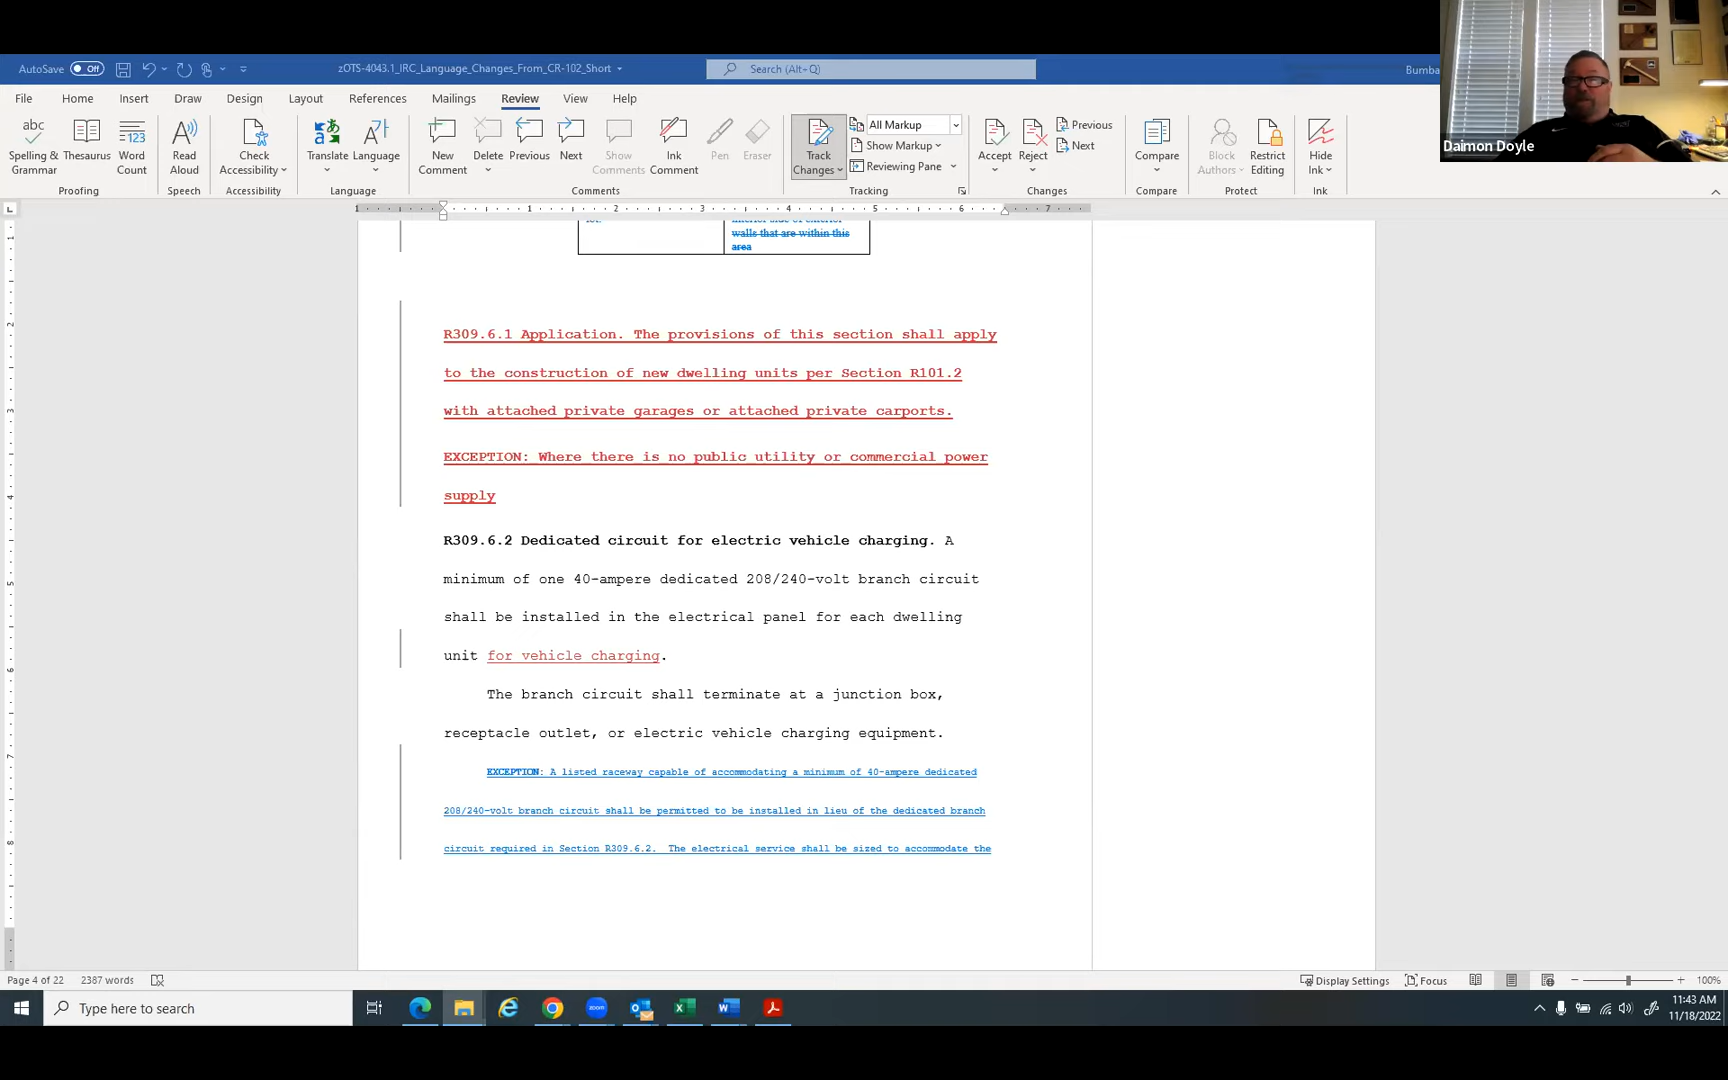 AutoSave Off
zOTS-4043.1_IRC_Language_Changes_From_CR-102_Short
Search (Alt+Q)
Bumba
Daimon Doyle
File Home Insert Draw Design Layout References Mailings Review View Help
Spelling & Grammar
Thesaurus
Word Count
Read Aloud
Check Accessibility
Translate
Language
New Comment
Delete
Previous
Next
Show Comments
Ink Comment
Pen
Eraser
Track Changes
All Markup
Show Markup
Reviewing Pane
Accept
Reject
Previous
Next
Compare
Block Authors
Restrict Editing
Hide Ink
Proofing Speech Accessibility Language Comments Tracking Changes Compare Protect Ink
walls that are within this
area
R309.6.1 Application. The provisions of this section shall apply
to the construction of new dwelling units per Section R101.2
with attached private garages or attached private carports.
EXCEPTION: Where there is no public utility or commercial power
supply
R309.6.2 Dedicated circuit for electric vehicle charging. A
minimum of one 40-ampere dedicated 208/240-volt branch circuit
shall be installed in the electrical panel for each dwelling
unit for vehicle charging.
The branch circuit shall terminate at a junction box,
receptacle outlet, or electric vehicle charging equipment.
EXCEPTION: A listed raceway capable of accommodating a minimum of 40-ampere dedicated
208/240-volt branch circuit shall be permitted to be installed in lieu of the dedicated branch
circuit required in Section R309.6.2. The electrical service shall be sized to accommodate the
Page 4 of 22 2387 words
Display Settings Focus 100%
Type here to search
11:43 AM
11/18/2022